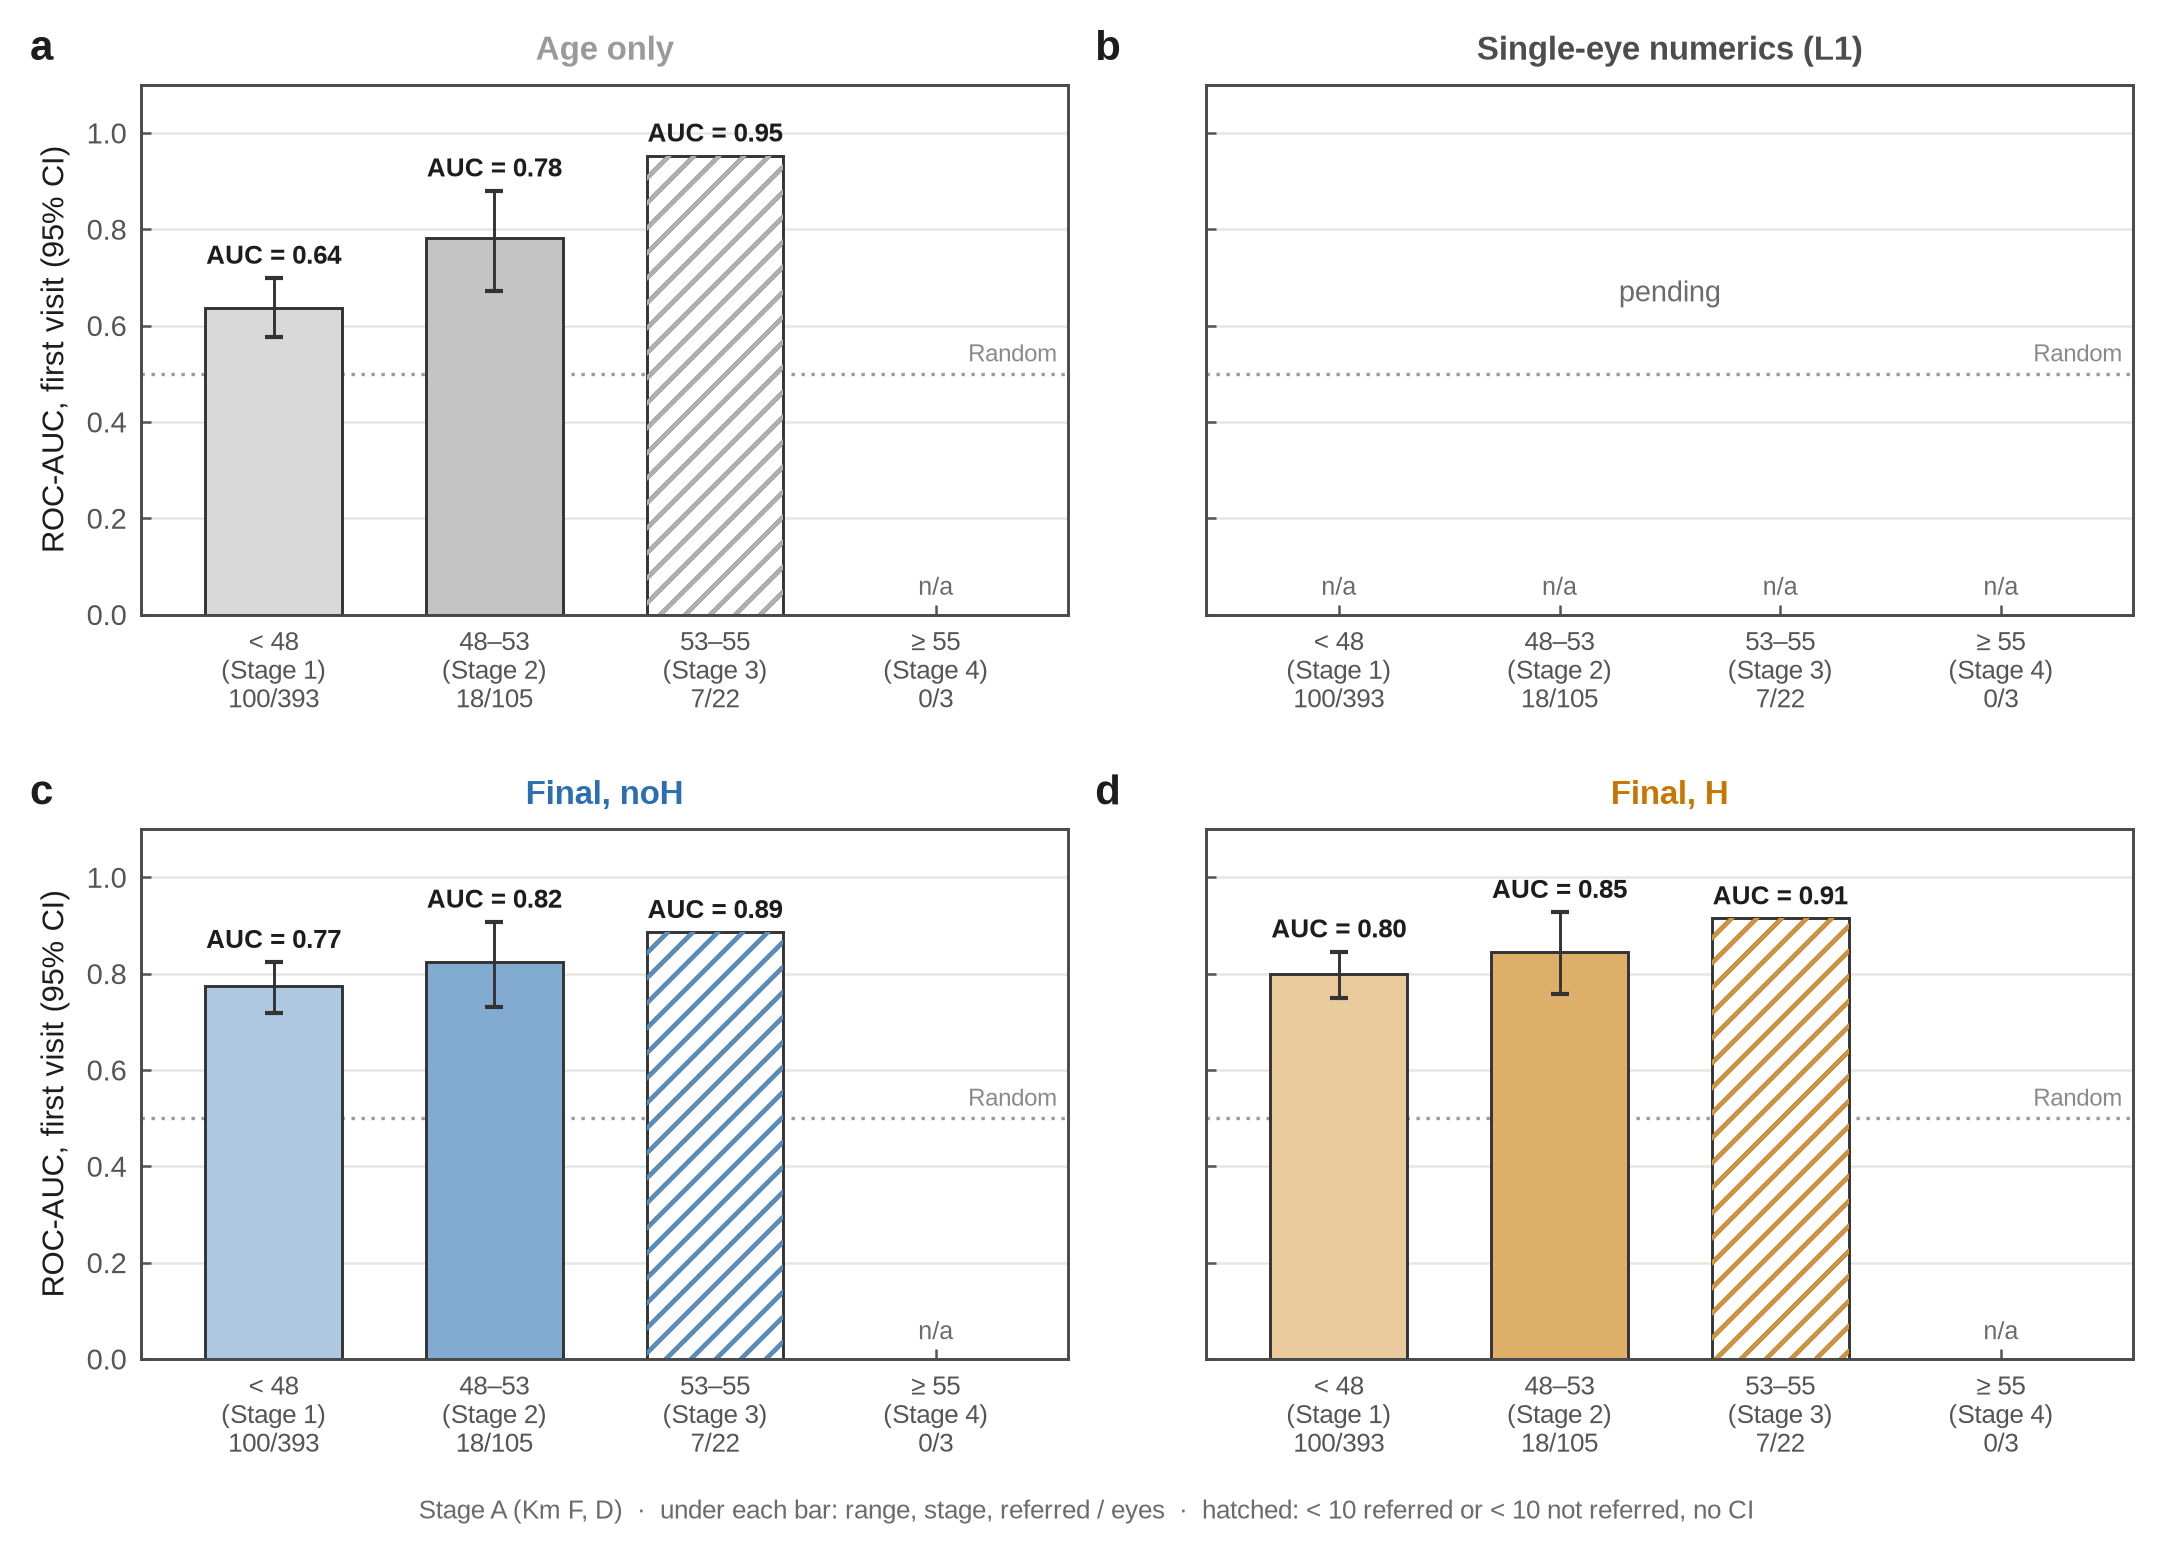 a
Age only
ROC-AUC, first visit (95% CI)
1.0
0.8
0.6
0.4
0.2
0.0
AUC = 0.64
AUC = 0.78
AUC = 0.95
Random
n/a
< 48
(Stage 1)
100/393
48–53
(Stage 2)
18/105
53–55
(Stage 3)
7/22
≥ 55
(Stage 4)
0/3
b
Single-eye numerics (L1)
pending
Random
n/a
n/a
n/a
n/a
< 48
(Stage 1)
100/393
48–53
(Stage 2)
18/105
53–55
(Stage 3)
7/22
≥ 55
(Stage 4)
0/3
c
Final, noH
ROC-AUC, first visit (95% CI)
1.0
0.8
0.6
0.4
0.2
0.0
AUC = 0.77
AUC = 0.82
AUC = 0.89
Random
n/a
< 48
(Stage 1)
100/393
48–53
(Stage 2)
18/105
53–55
(Stage 3)
7/22
≥ 55
(Stage 4)
0/3
d
Final, H
AUC = 0.80
AUC = 0.85
AUC = 0.91
Random
n/a
< 48
(Stage 1)
100/393
48–53
(Stage 2)
18/105
53–55
(Stage 3)
7/22
≥ 55
(Stage 4)
0/3
Stage A (Km F, D) · under each bar: range, stage, referred / eyes · hatched: < 10 referred or < 10 not referred, no CI